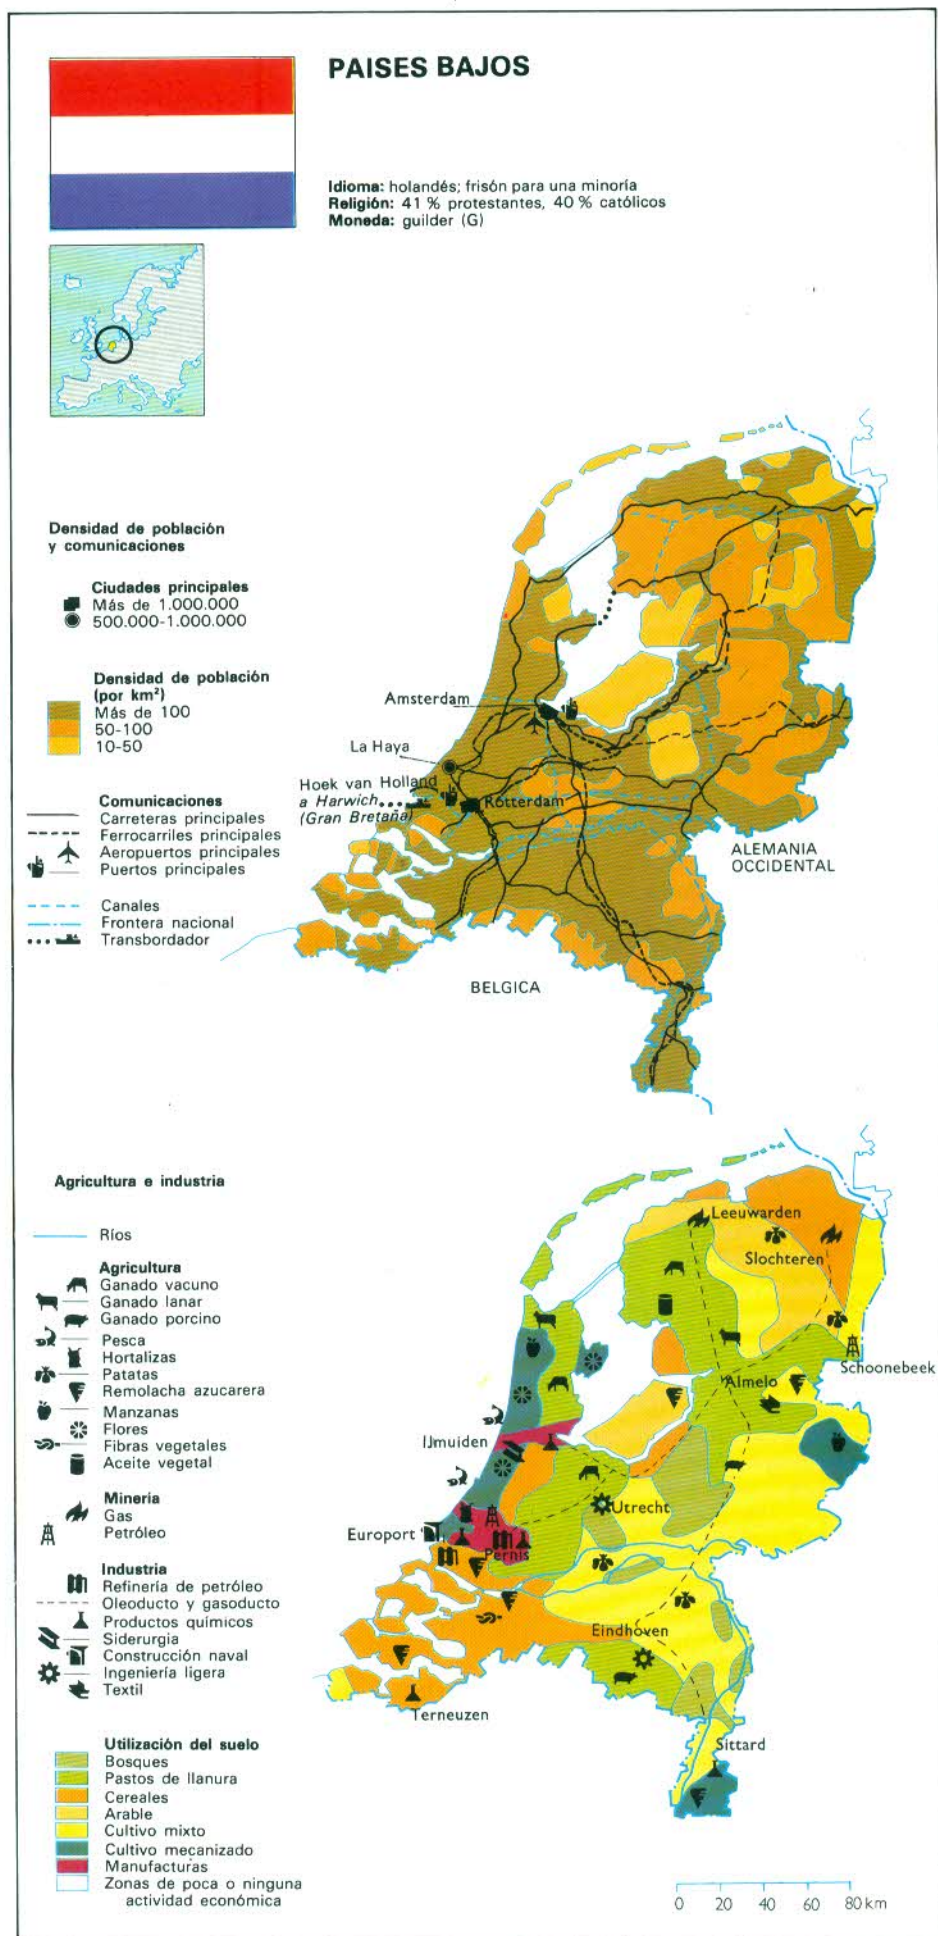 PAISES BAJOS
Idioma: holandés; frisón para una minoría
Religión: 41 % protestantes, 40 % católicos
Moneda: guilder (G)
Densidad de población
y comunicaciones
Ciudades principales
Más de 1.000.000
500.000-1.000.000
Densidad de población
(por km²)
Más de 100
50-100
10-50
Comunicaciones
Carreteras principales
Ferrocarriles principales
Aeropuertos principales
Puertos principales
Canales
Frontera nacional
Transbordador
Amsterdam
La Haya
Hoek van Holland
a Harwich
(Gran Bretaña)
Rotterdam
ALEMANIA
OCCIDENTAL
BELGICA
Agricultura e industria
Ríos
Agricultura
Ganado vacuno
Ganado lanar
Ganado porcino
Pesca
Hortalizas
Patatas
Remolacha azucarera
Manzanas
Flores
Fibras vegetales
Aceite vegetal
Minería
Gas
Petróleo
Industria
Refinería de petróleo
Oleoducto y gasoducto
Productos químicos
Siderurgia
Construcción naval
Ingeniería ligera
Textil
Utilización del suelo
Bosques
Pastos de llanura
Cereales
Arable
Cultivo mixto
Cultivo mecanizado
Manufacturas
Zonas de poca o ninguna
actividad económica
Leeuwarden
Slochteren
Schoonebeek
Almelo
IJmuiden
Utrecht
Europort
Pernis
Eindhoven
Terneuzen
Sittard
0 20 40 60 80 km